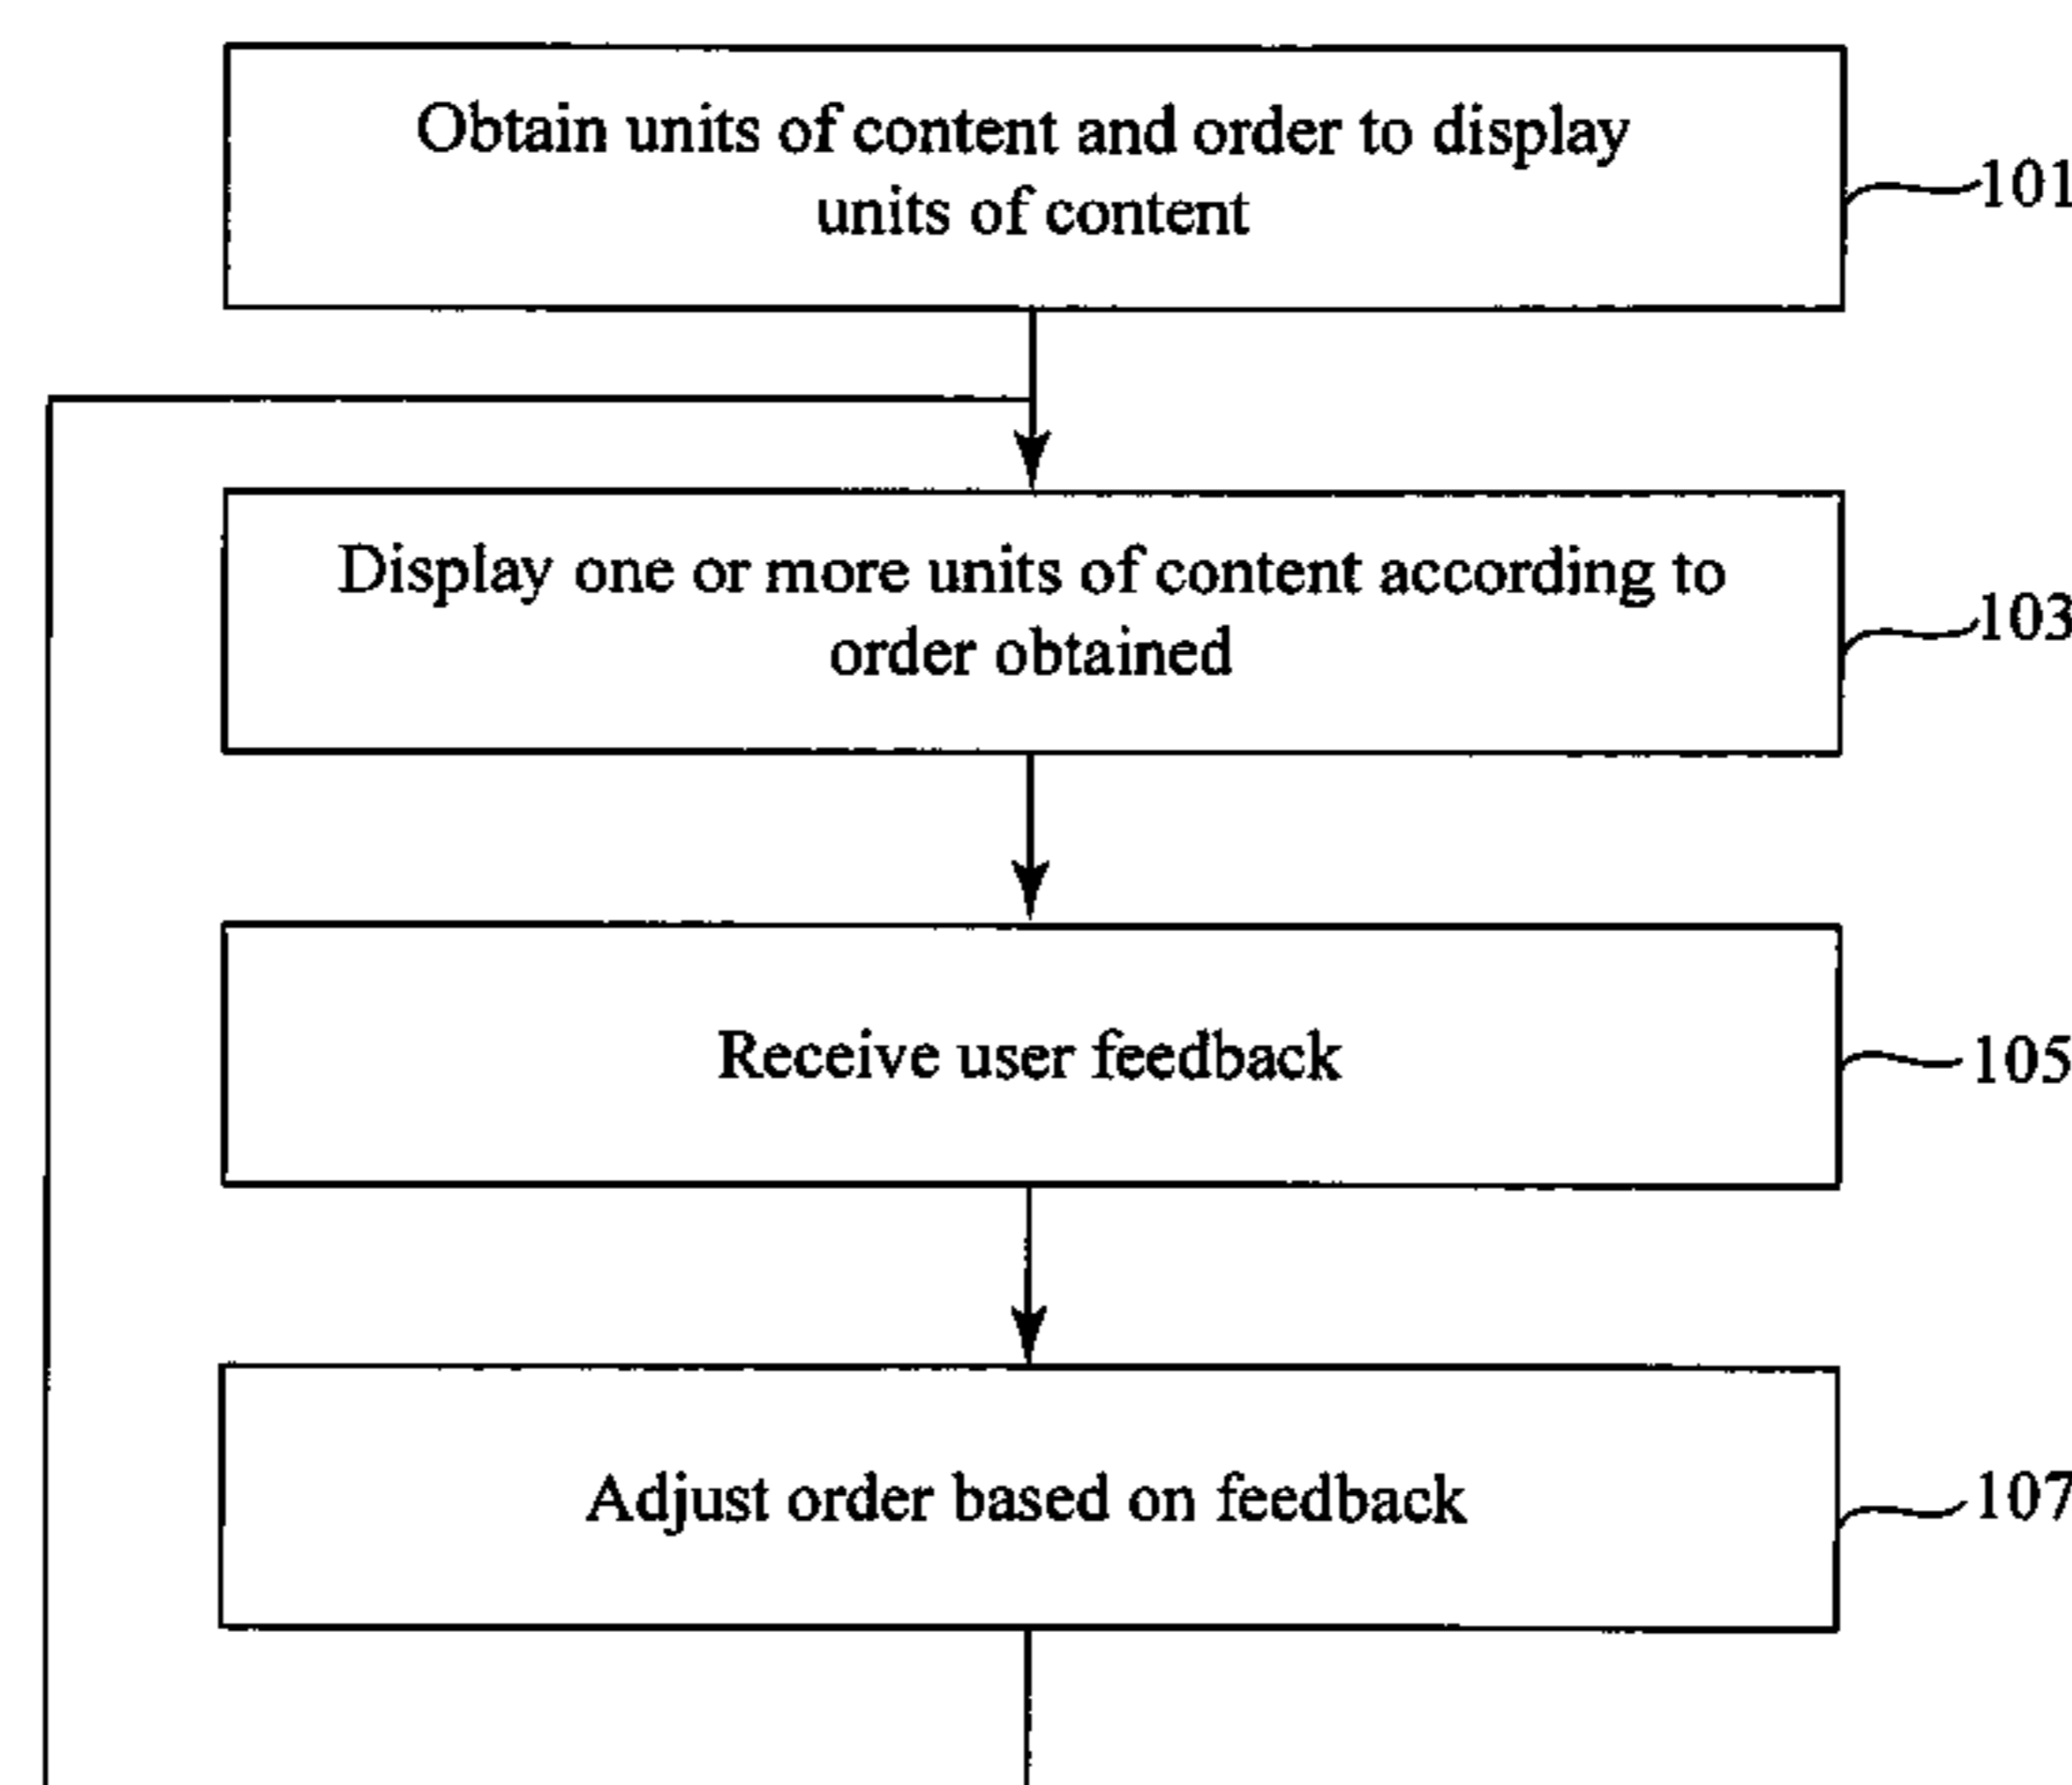 Obtain units of content and order to display
units of content
101
Display one or more units of content according to
order obtained
103
Receive user feedback
105
Adjust order based on feedback
107